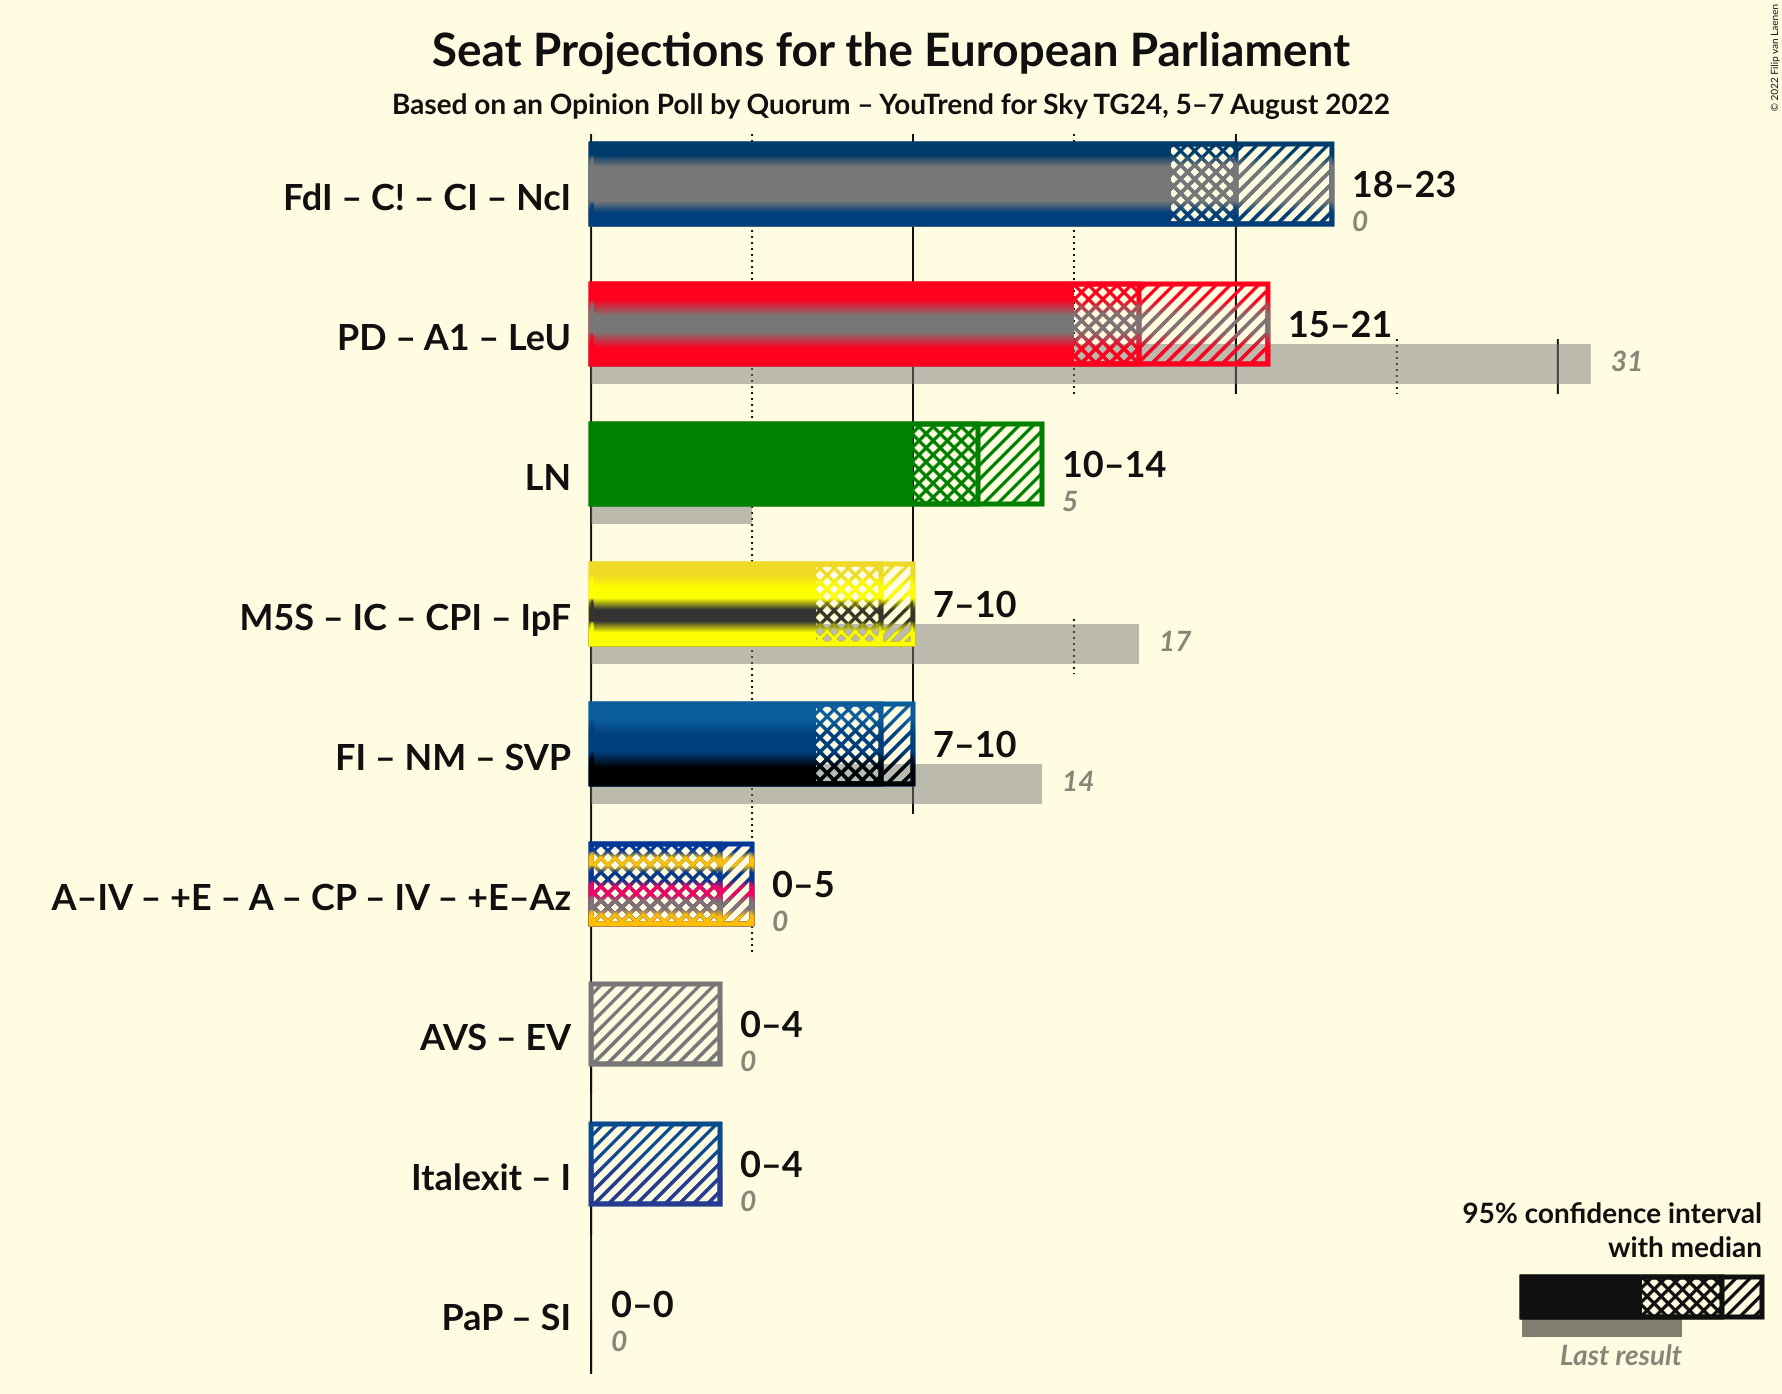 Seat Projections for the European Parliament
Based on an Opinion Poll by Quorum – YouTrend for Sky TG24, 5–7 August 2022
© 2022 Filip van Laenen
FdI – C! – CI – NcI
18–23
0
PD – A1 – LeU
15–21
31
LN
10–14
5
M5S – IC – CPI – IpF
7–10
17
FI – NM – SVP
7–10
14
A–IV – +E – A – CP – IV – +E–Az
0–5
0
AVS – EV
0–4
0
Italexit – I
0–4
0
PaP – SI
0–0
0
95% confidence interval
with median
Last result